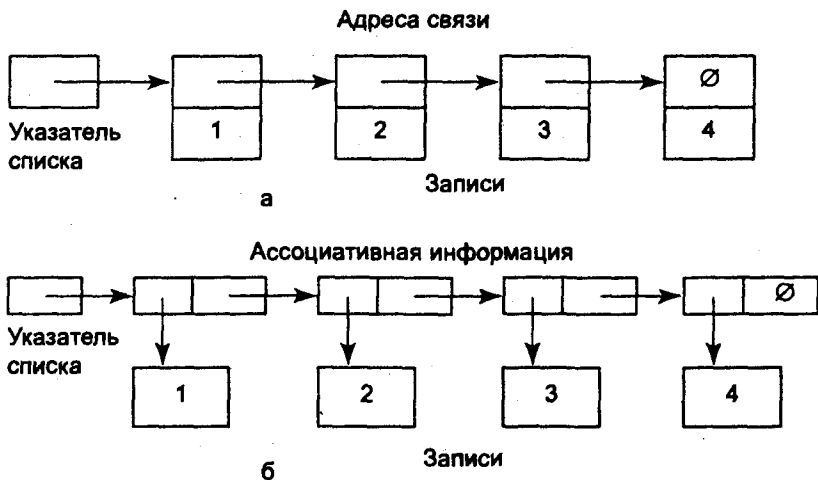 Адреса связи
Ø
Указатель
списка
1
2
3
4
Записи
а
Ассоциативная информация
Ø
Указатель
списка
1
2
3
4
Записи
б